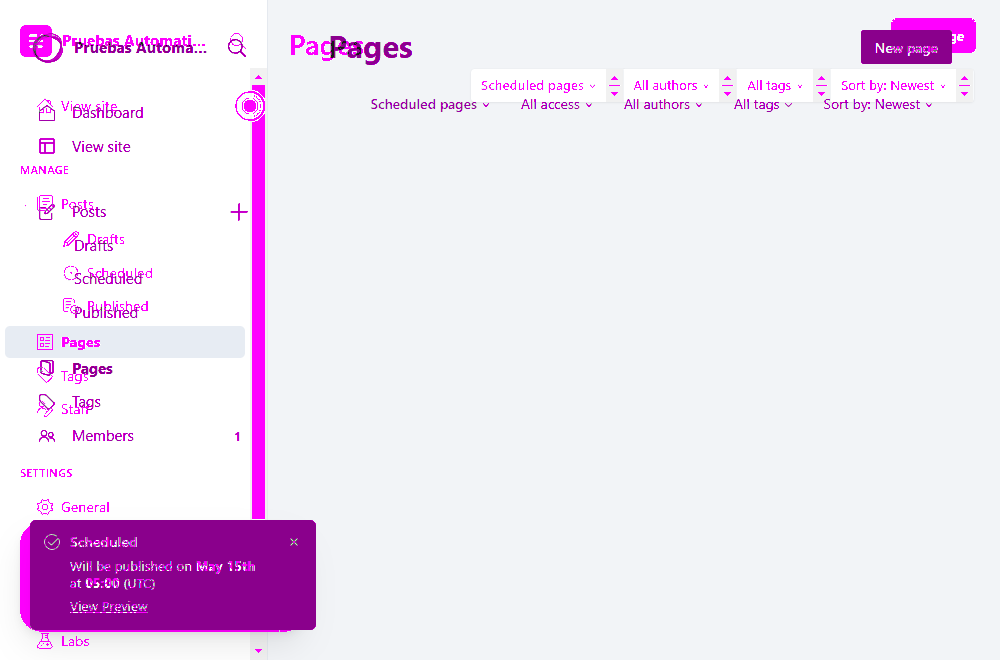 Pruebas Automati...
Pruebas Automa...
View site
Dashboard
View site
MANAGE
Posts
Posts
Drafts
Drafts
Scheduled
Scheduled
Published
Published
Pages
Pages
Tags
Tags
Staff
Members 1
SETTINGS
General
Labs
Pages
Pages
New page
Scheduled pages All authors All tags Sort by: Newest
Scheduled pages All access All authors All tags Sort by: Newest
Scheduled
Will be published on May 15th
at 05:00 (UTC)
View Preview